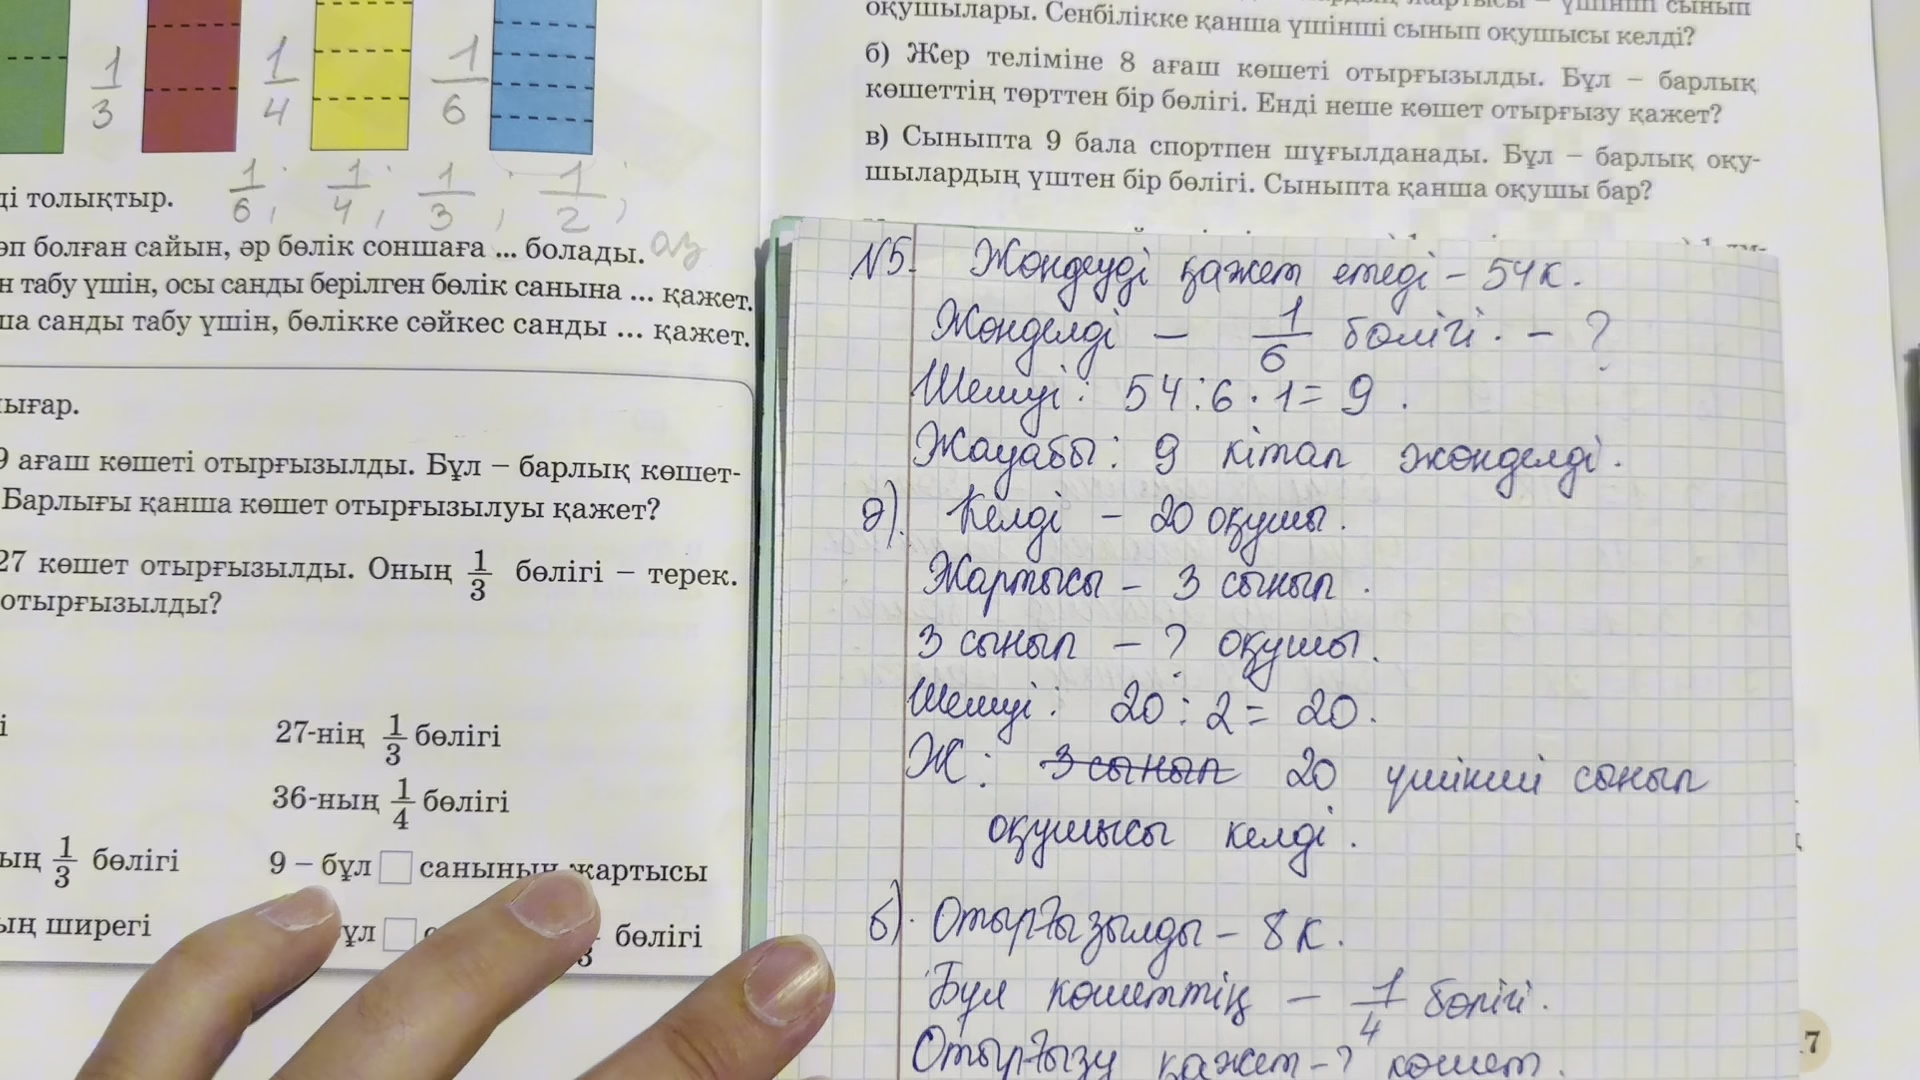 1/3 1/4 1/6
1/6; 1/4, 1/3; 1/2;
ді толықтыр.
өп болған сайын, әр бөлік соншаға ... болады. аз
н табу үшін, осы санды берілген бөлік санына ... қажет.
ша санды табу үшін, бөлікке сәйкес санды ... қажет.
ығар.
9 ағаш көшеті отырғызылды. Бұл – барлық көшет-
Барлығы қанша көшет отырғызылуы қажет?
27 көшет отырғызылды. Оның 1/3 бөлігі – терек.
отырғызылды?
і 27-нің 1/3 бөлігі
36-ның 1/4 бөлігі
ың 1/3 бөлігі 9 – бұл □ санының жартысы
ың ширегі ұл □ бөлігі
жартысы – үшінші сынып
оқушылары. Сенбілікке қанша үшінші сынып оқушысы келді?
б) Жер теліміне 8 ағаш көшеті отырғызылды. Бұл – барлық
көшеттің төрттен бір бөлігі. Енді неше көшет отырғызу қажет?
в) Сыныпта 9 бала спортпен шұғылданады. Бұл – барлық оқу-
шылардың үштен бір бөлігі. Сыныпта қанша оқушы бар?
N5. Жөндеуді қажет етеді – 54к.
Жөнделді – 1/6 бөлігі. – ?
Шешуі: 54:6·1=9.
Жауабы: 9 кітап жөнделді.
ә). Келді – 20 оқушы.
Жартысы – 3 сынып.
3 сынып – ? оқушы.
Шешуі: 20:2=20.
Ж: 3 сынып 20 үшінші сынып
оқушысы келді.
б). Отырғызылды – 8к.
Бұл көшеттің – 1/4 бөлігі.
Отырғызу қажет – ? көшет.
7